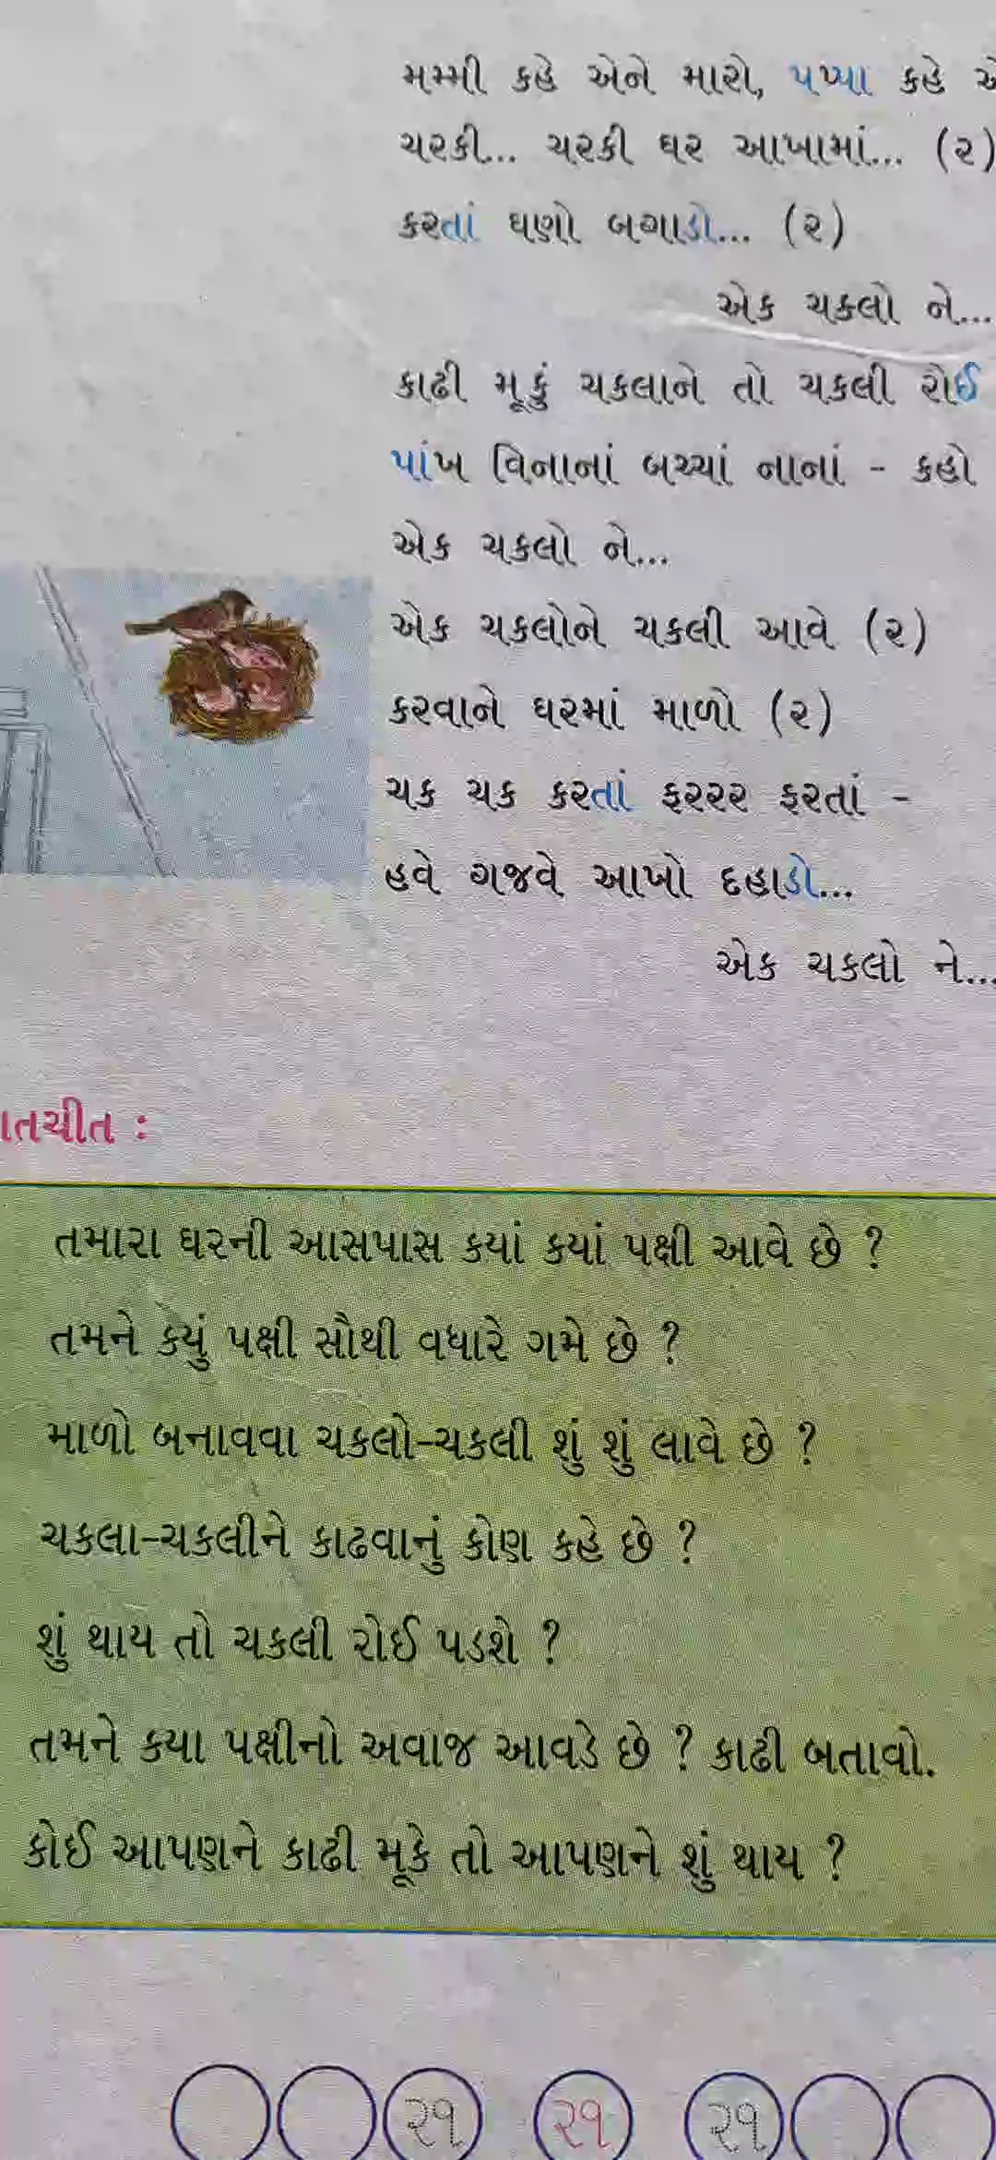 મમ્મી કહે એને મારો, પપ્પા કહે
ચરકી... ચરકી ઘર આખામાં... (૨)
કરતાં ઘણો બગાડો... (૨)
એક ચકલો ને...
કાઢી મૂકું ચકલાને તો ચકલી રોઈ
પાંખ વિનાનાં બચ્ચાં નાનાં - કહો
એક ચકલો ને...
એક ચકલોને ચકલી આવે (૨)
કરવાને ઘરમાં માળો (૨)
ચક ચક કરતાં ફરરર ફરતાં -
હવે ગજવે આખો દહાડો...
એક ચકલો ને...
ાતચીત :
તમારા ઘરની આસપાસ કયાં કયાં પક્ષી આવે છે ?
તમને કયું પક્ષી સૌથી વધારે ગમે છે ?
માળો બનાવવા ચકલો-ચકલી શું શું લાવે છે ?
ચકલા-ચકલીને કાઢવાનું કોણ કહે છે ?
શું થાય તો ચકલી રોઈ પડશે ?
તમને કયા પક્ષીનો અવાજ આવડે છે ? કાઢી બતાવો.
કોઈ આપણને કાઢી મૂકે તો આપણને શું થાય ?
૨૧ ૨૧ ૨૧